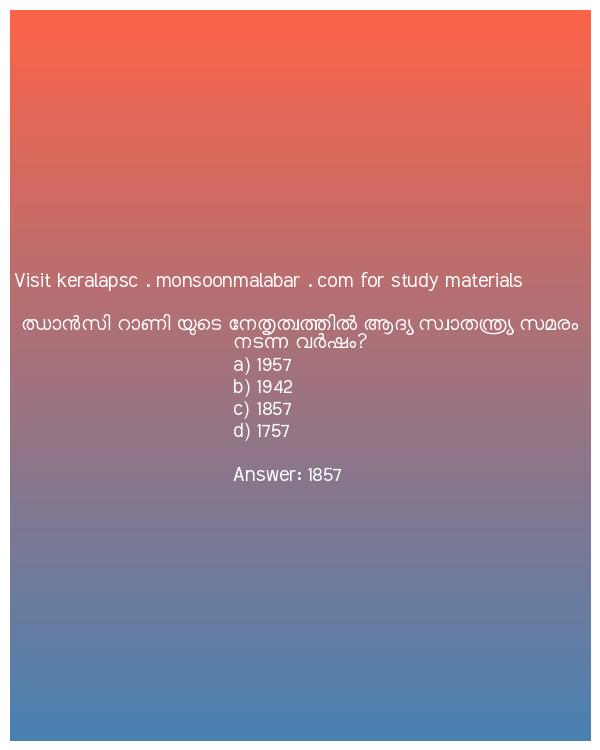 Visit keralapsc . monsoonmalabar . com for study materials
ഝാൻസി റാണി യുടെ നേതൃത്വത്തിൽ ആദ്യ സ്വാതന്ത്ര്യ സമരം
നടന്ന വർഷം?
a) 1957
b) 1942
c) 1857
d) 1757
Answer: 1857